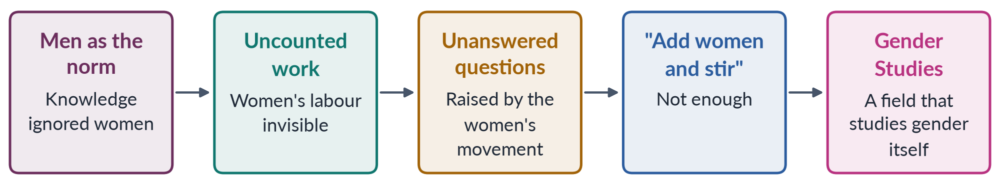 Men as the
norm
Knowledge
ignored women
Uncounted
work
Women's labour
invisible
Unanswered
questions
Raised by the
women's
movement
"Add women
and stir"
Not enough
Gender
Studies
A field that
studies gender
itself